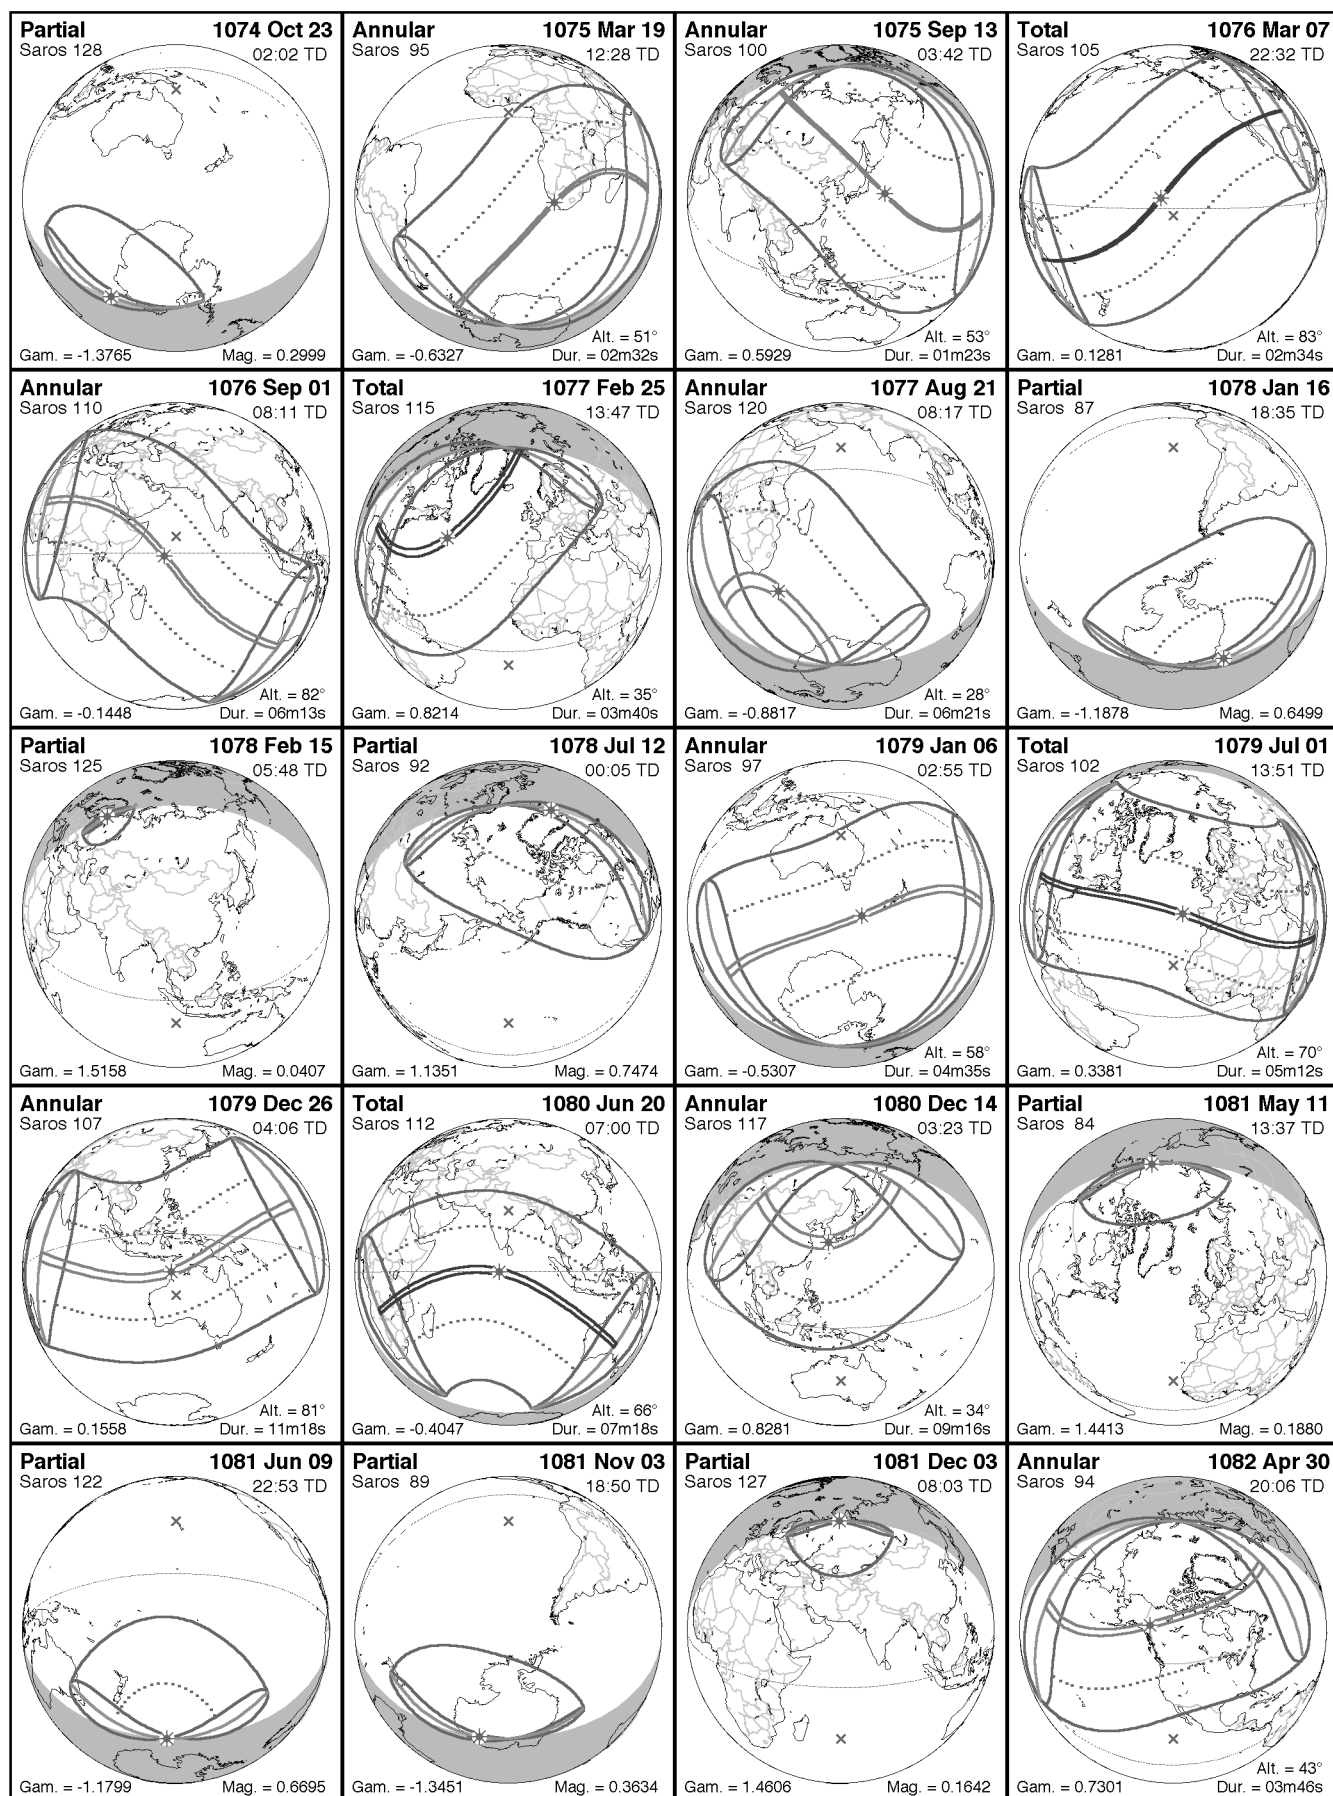 Partial 1074 Oct 23
Saros 128 02:02 TD
Gam. = -1.3765 Mag. = 0.2999
Annular 1075 Mar 19
Saros 95 12:28 TD
Alt. = 51°
Gam. = -0.6327 Dur. = 02m32s
Annular 1075 Sep 13
Saros 100 03:42 TD
Alt. = 53°
Gam. = 0.5929 Dur. = 01m23s
Total 1076 Mar 07
Saros 105 22:32 TD
Alt. = 83°
Gam. = 0.1281 Dur. = 02m34s
Annular 1076 Sep 01
Saros 110 08:11 TD
Alt. = 82°
Gam. = -0.1448 Dur. = 06m13s
Total 1077 Feb 25
Saros 115 13:47 TD
Alt. = 35°
Gam. = 0.8214 Dur. = 03m40s
Annular 1077 Aug 21
Saros 120 08:17 TD
Alt. = 28°
Gam. = -0.8817 Dur. = 06m21s
Partial 1078 Jan 16
Saros 87 18:35 TD
Gam. = -1.1878 Mag. = 0.6499
Partial 1078 Feb 15
Saros 125 05:48 TD
Gam. = 1.5158 Mag. = 0.0407
Partial 1078 Jul 12
Saros 92 00:05 TD
Gam. = 1.1351 Mag. = 0.7474
Annular 1079 Jan 06
Saros 97 02:55 TD
Alt. = 58°
Gam. = -0.5307 Dur. = 04m35s
Total 1079 Jul 01
Saros 102 13:51 TD
Alt. = 70°
Gam. = 0.3381 Dur. = 05m12s
Annular 1079 Dec 26
Saros 107 04:06 TD
Alt. = 81°
Gam. = 0.1558 Dur. = 11m18s
Total 1080 Jun 20
Saros 112 07:00 TD
Alt. = 66°
Gam. = -0.4047 Dur. = 07m18s
Annular 1080 Dec 14
Saros 117 03:23 TD
Alt. = 34°
Gam. = 0.8281 Dur. = 09m16s
Partial 1081 May 11
Saros 84 13:37 TD
Gam. = 1.4413 Mag. = 0.1880
Partial 1081 Jun 09
Saros 122 22:53 TD
Gam. = -1.1799 Mag. = 0.6695
Partial 1081 Nov 03
Saros 89 18:50 TD
Gam. = -1.3451 Mag. = 0.3634
Partial 1081 Dec 03
Saros 127 08:03 TD
Gam. = 1.4606 Mag. = 0.1642
Annular 1082 Apr 30
Saros 94 20:06 TD
Alt. = 43°
Gam. = 0.7301 Dur. = 03m46s